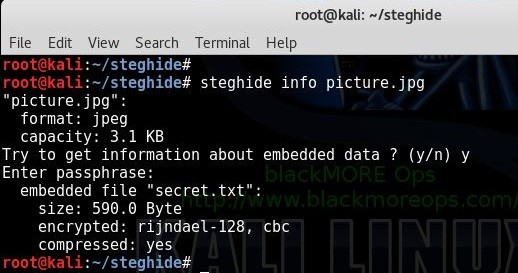 root@kali: ~/steghide
File Edit View Search Terminal Help
root@kali:~/steghide#
root@kali:~/steghide# steghide info picture.jpg
"picture.jpg":
  format: jpeg
  capacity: 3.1 KB
Try to get information about embedded data ? (y/n) y
Enter passphrase:
  embedded file "secret.txt":
    size: 590.0 Byte
    encrypted: rijndael-128, cbc
    compressed: yes
root@kali:~/steghide#
blackMORE Ops
http://www.blackmoreops.com/
KALI LINUX